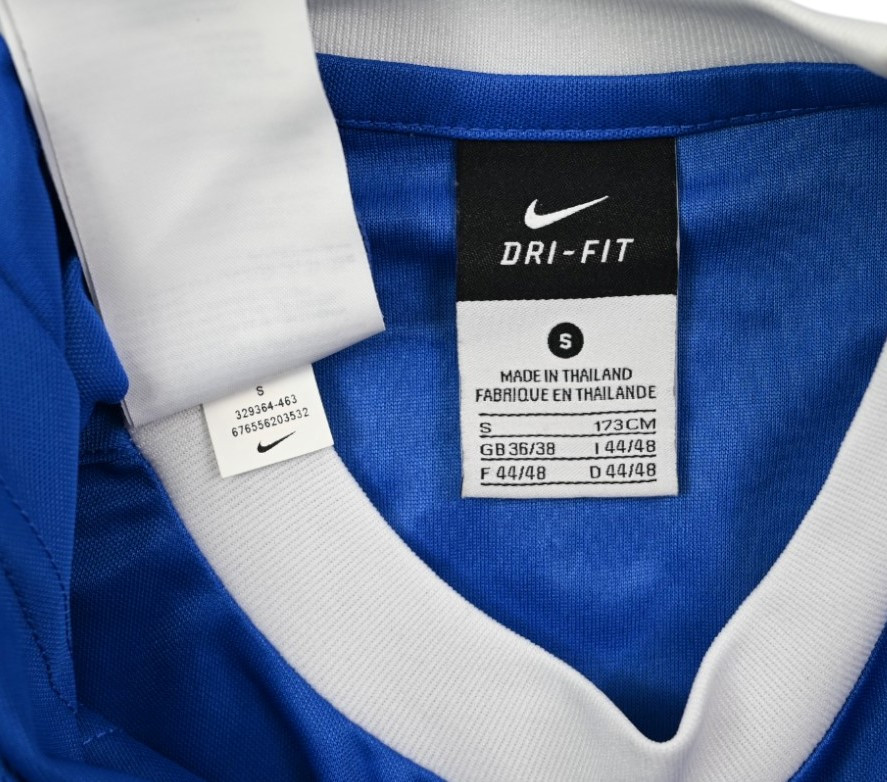 DRI-FIT
S
MADE IN THAILAND
FABRIQUE EN THAILANDE
S 173CM
GB 36/38 I 44/48
F 44/48 D 44/48
S
329364-463
676556203532